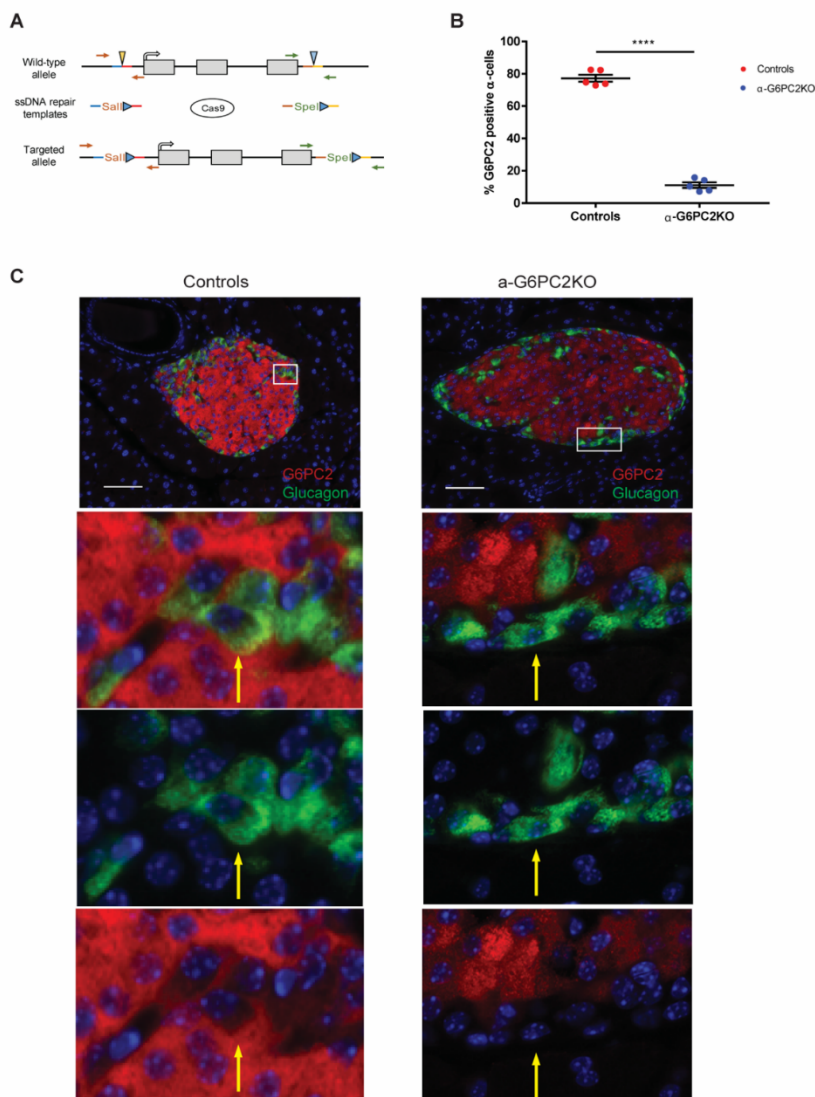 A
Wild-type
allele
ssDNA repair
templates
SalI
Cas9
SpeI
Targeted
allele
SalI
SpeI
B
% G6PC2 positive α-cells
100
80
60
40
20
0
****
Controls
α-G6PC2KO
Controls
α-G6PC2KO
C
Controls
a-G6PC2KO
G6PC2
Glucagon
G6PC2
Glucagon